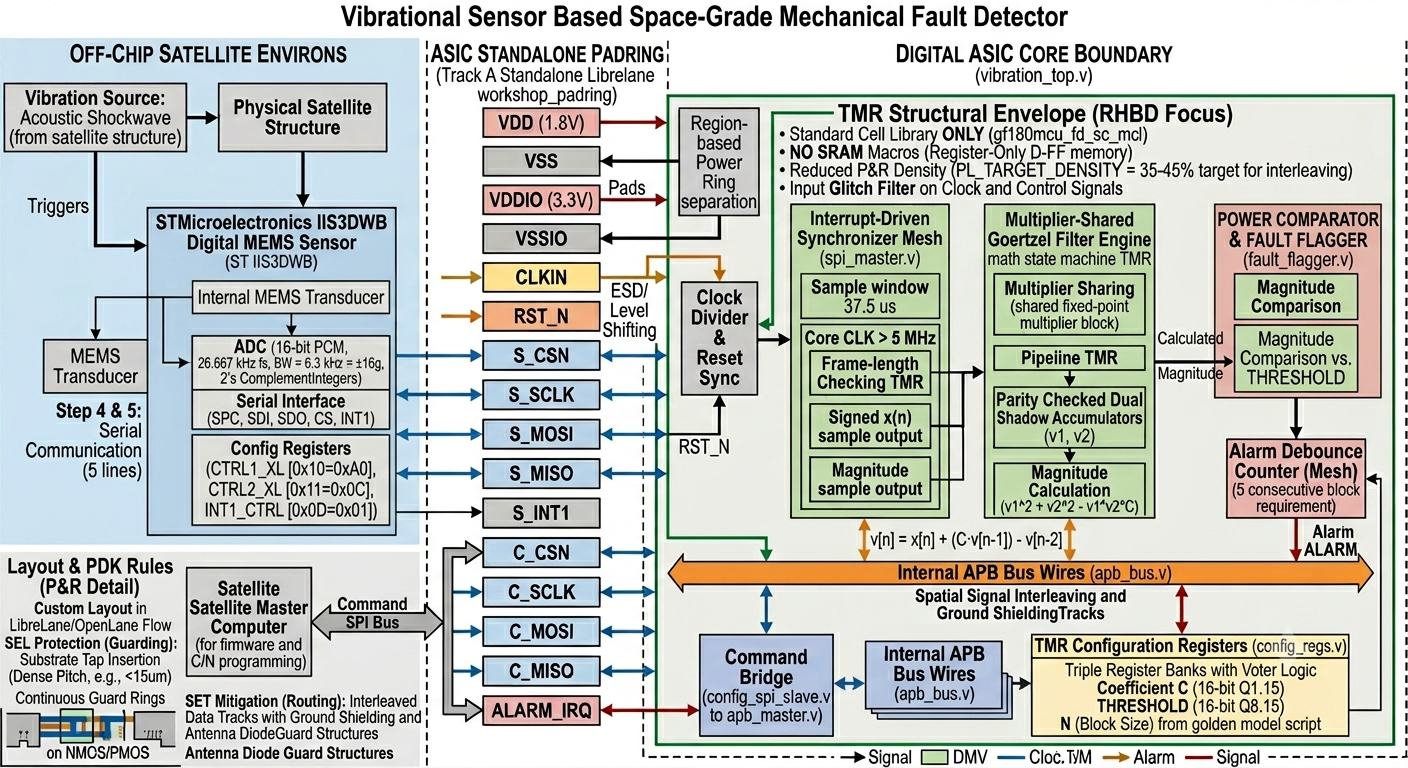 Vibrational Sensor Based Space-Grade Mechanical Fault Detector
OFF-CHIP SATELLITE ENVIRONS
Vibration Source:
Acoustic Shockwave
(from satellite structure)
Physical Satellite
Structure
Triggers
STMicroelectronics IIS3DWB
Digital MEMS Sensor
(ST IIS3DWB)
Internal MEMS Transducer
MEMS
Transducer
ADC (16-bit PCM,
26.667 kHz fs, BW = 6.3 kHz = ±16g,
2's ComplementIntegers)
Serial Interface
(SPC, SDI, SDO, CS, INT1)
Config Registers
(CTRL1_XL [0x10=0xA0],
CTRL2_XL [0x11=0x0C],
INT1_CTRL [0x0D=0x01])
Step 4 & 5:
Serial
Communication
(5 lines)
Layout & PDK Rules
(P&R Detail)
Custom Layout in
LibreLane/OpenLane Flow
SEL Protection (Guarding):
Substrate Tap Insertion
(Dense Pitch, e.g., <15um)
Continuous Guard Rings
on NMOS/PMOS
Satellite
Satellite Master
Computer
(for fimware and
C/N programming)
Command
SPI Bus
SET Mitigation (Routing): Interleaved
Data Tracks with Ground Shielding and
Antenna DiodeGuard Structures
Antenna Diode Guard Structures
ASIC STANDALONE PADRING
(Track A Standalone Librelane
workshop_padring)
VDD (1.8V)
VSS
VDDIO (3.3V)
Pads
VSSIO
CLKIN
RST_N
ESD/
Level
Shifting
S_CSN
S_SCLK
S_MOSI
S_MISO
S_INT1
C_CSN
C_SCLK
C_MOSI
C_MISO
ALARM_IRQ
DIGITAL ASIC CORE BOUNDARY
(vibration_top.v)
Region-
based
Power
Ring
separation
TMR Structural Envelope (RHBD Focus)
• Standard Cell Library ONLY (gf180mcu_fd_sc_mcl)
• NO SRAM Macros (Register-Only D-FF memory)
• Reduced P&R Density (PL_TARGET_DENSITY = 35-45% target for interleaving)
• Input Glitch Filter on Clock and Control Signals
Clock
Divider
&
Reset
Sync
RST_N
Interrupt-Driven
Synchronizer Mesh
(spi_master.v)
Sample window
37.5 us
Core CLK > 5 MHz
Frame-length
Checking TMR
Signed x(n)
sample output
Magnitude
sample output
Multiplier-Shared
Goertzel Filter Engine
math state machine TMR
Multiplier Sharing
(shared fixed-point
multiplier block)
Pipeline TMR
Parity Checked Dual
Shadow Accumulators
(v1, v2)
Magnitude
Calculation
(v1^2 + v2^2 - v1*v2*C)
Calculated
Magnitude
POWER COMPARATOR
& FAULT FLAGGER
(fault_flagger.v)
Magnitude
Comparison
Magnitude
Comparison vs.
THRESHOLD
Alarm Debounce
Counter (Mesh)
(5 consecutive block
requirement)
Alarm
ALARM
v[n] = x[n] + (C·v[n-1]) - v[n-2]
Internal APB Bus Wires (apb_bus.v)
Spatial Signal Interleaving and
Ground ShieldingTracks
Command
Bridge
(config_spi_slave.v
to apb_master.v)
Internal APB
Bus Wires
(apb_bus.v)
TMR Configuration Registers (config_regs.v)
Triple Register Banks with Voter Logic
Coefficient C (16-bit Q1.15)
THRESHOLD (16-bit Q8.15)
N (Block Size) from golden model script
Signal
DMV
Alarm
Signal